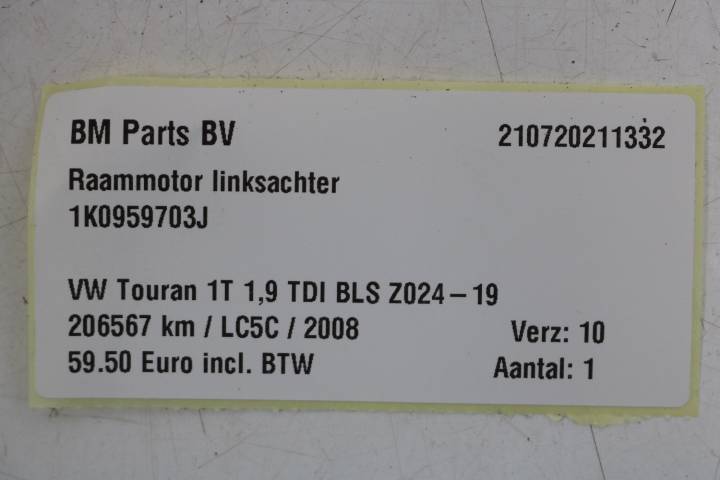 BM Parts BV 210720211332
Raammotor linksachter
1K0959703J
VW Touran 1T 1,9 TDI BLS Z024-19
206567 km / LC5C / 2008 Verz: 10
59.50 Euro incl. BTW Aantal: 1